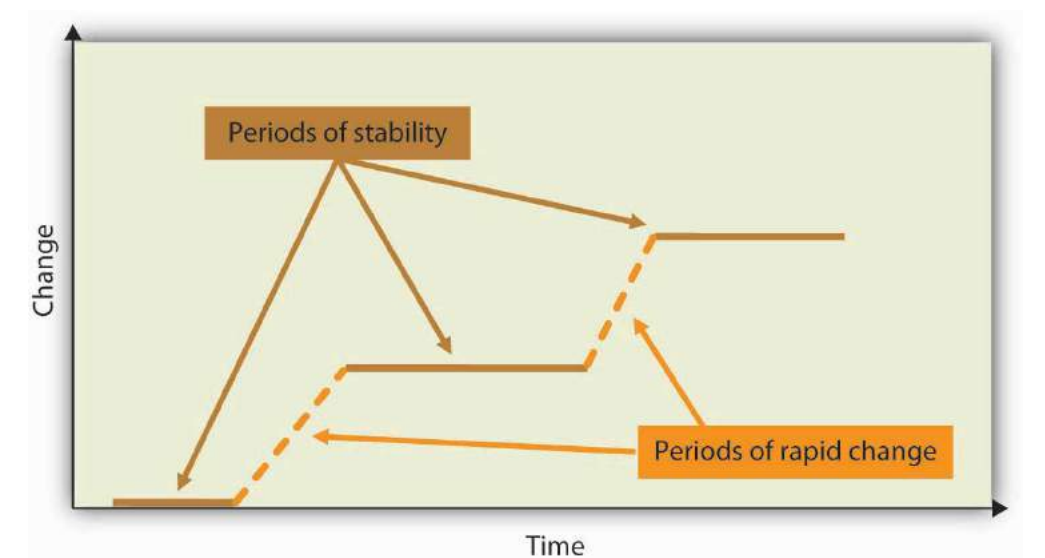 Periods of stability
Change
Periods of rapid change
Time